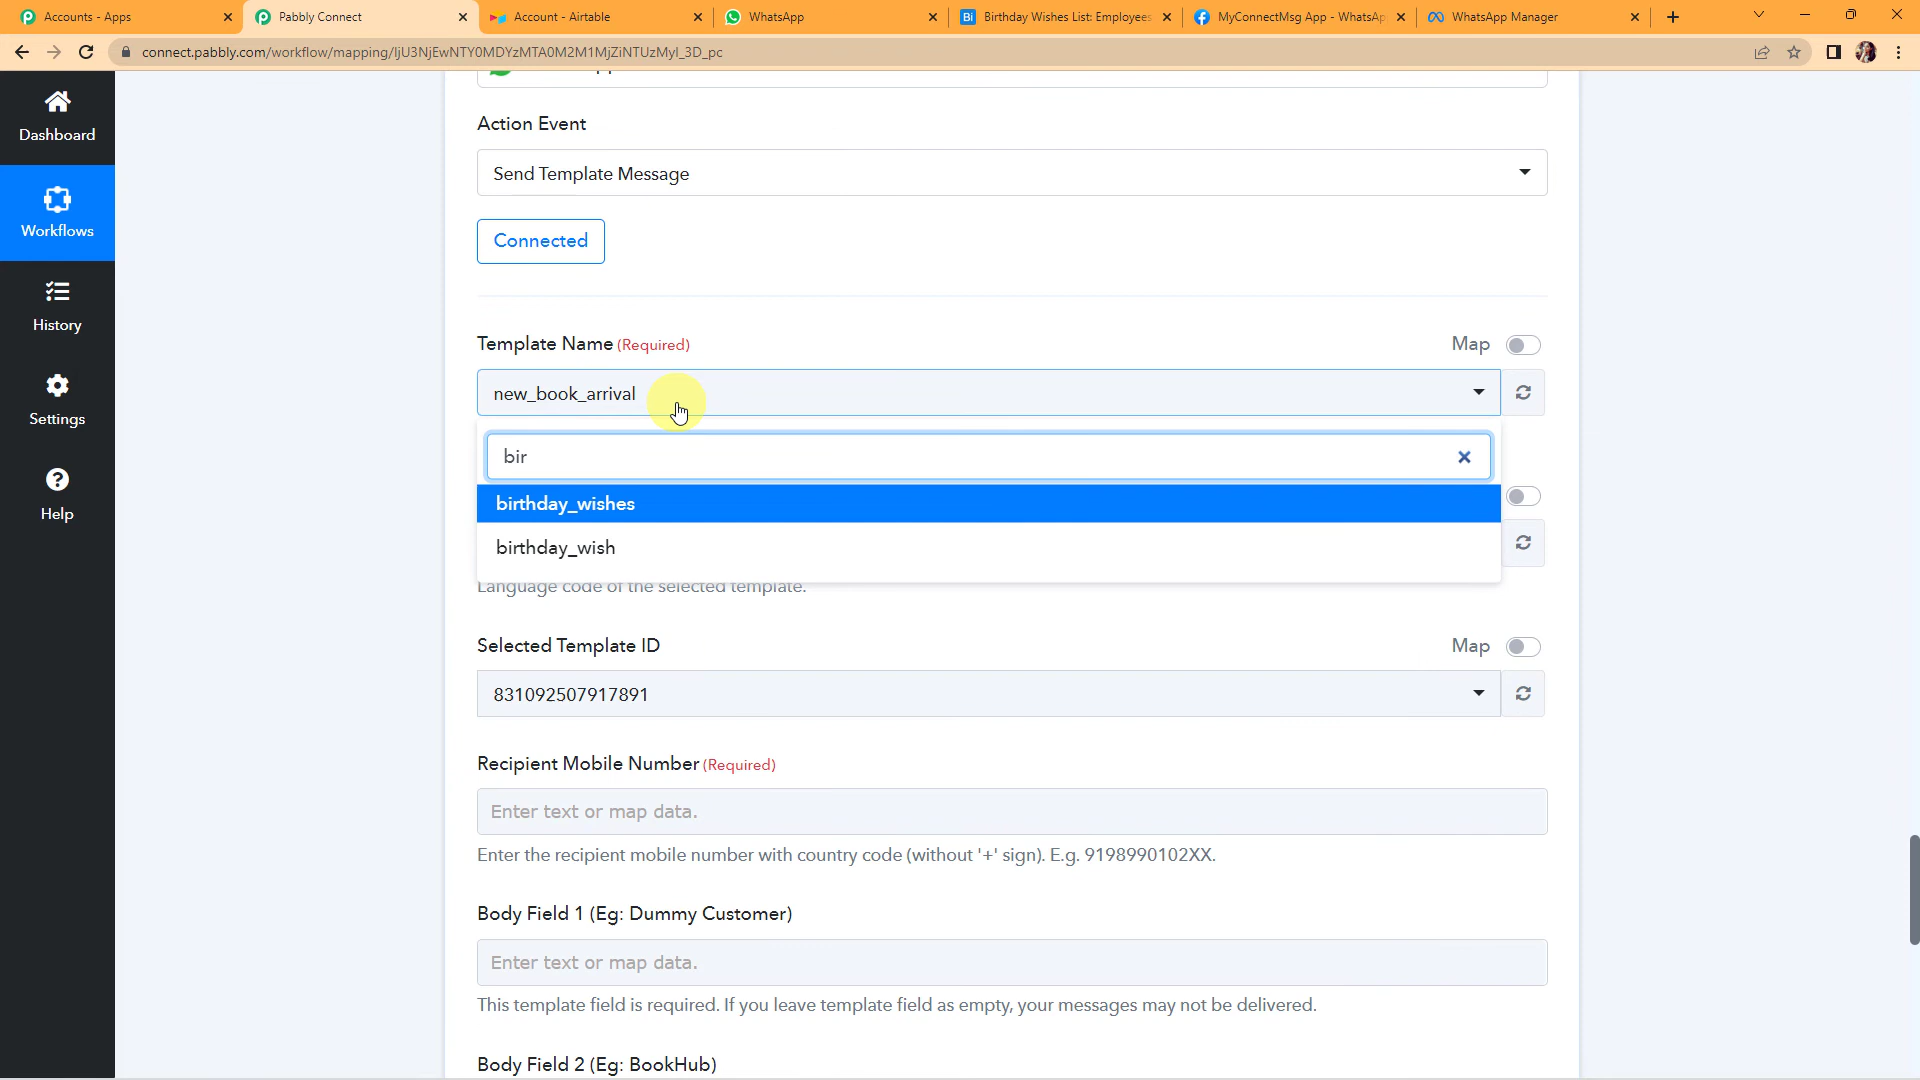 Accounts - Apps
Pabbly Connect
Account - Airtable
WhatsApp
Birthday Wishes List: Employees
MyConnectMsg App - WhatsAp
WhatsApp Manager
connect.pabbly.com/workflow/mapping/IjU3NjEwNTY0MDYzMTA0M2M1MjZiNTUzMyI_3D_pc
Dashboard
Workflows
History
Settings
Help
Action Event
Send Template Message
Connected
Template Name (Required)
Map
new_book_arrival
bir
birthday_wishes
birthday_wish
Language code of the selected template.
Selected Template ID
Map
831092507917891
Recipient Mobile Number (Required)
Enter text or map data.
Enter the recipient mobile number with country code (without '+' sign). E.g. 9198990102XX.
Body Field 1 (Eg: Dummy Customer)
Enter text or map data.
This template field is required. If you leave template field as empty, your messages may not be delivered.
Body Field 2 (Eg: BookHub)